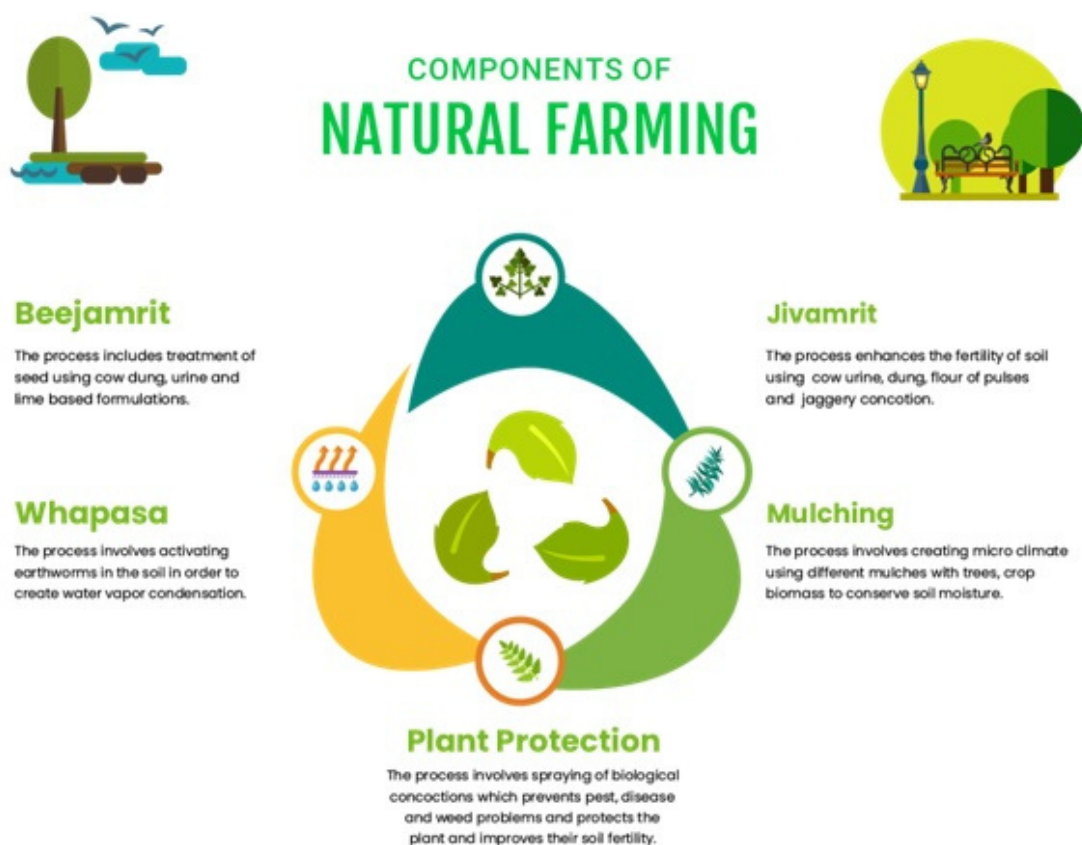 COMPONENTS OF
NATURAL FARMING
Beejamrit
The process includes treatment of
seed using cow dung, urine and
lime based formulations.
Jivamrit
The process enhances the fertility of soil
using cow urine, dung, flour of pulses
and jaggery concotion.
Whapasa
The process involves activating
earthworms in the soil in order to
create water vapor condensation.
Mulching
The process involves creating micro climate
using different mulches with trees, crop
biomass to conserve soil moisture.
Plant Protection
The process involves spraying of biological
concoctions which prevents pest, disease
and weed problems and protects the
plant and improves their soil fertility.